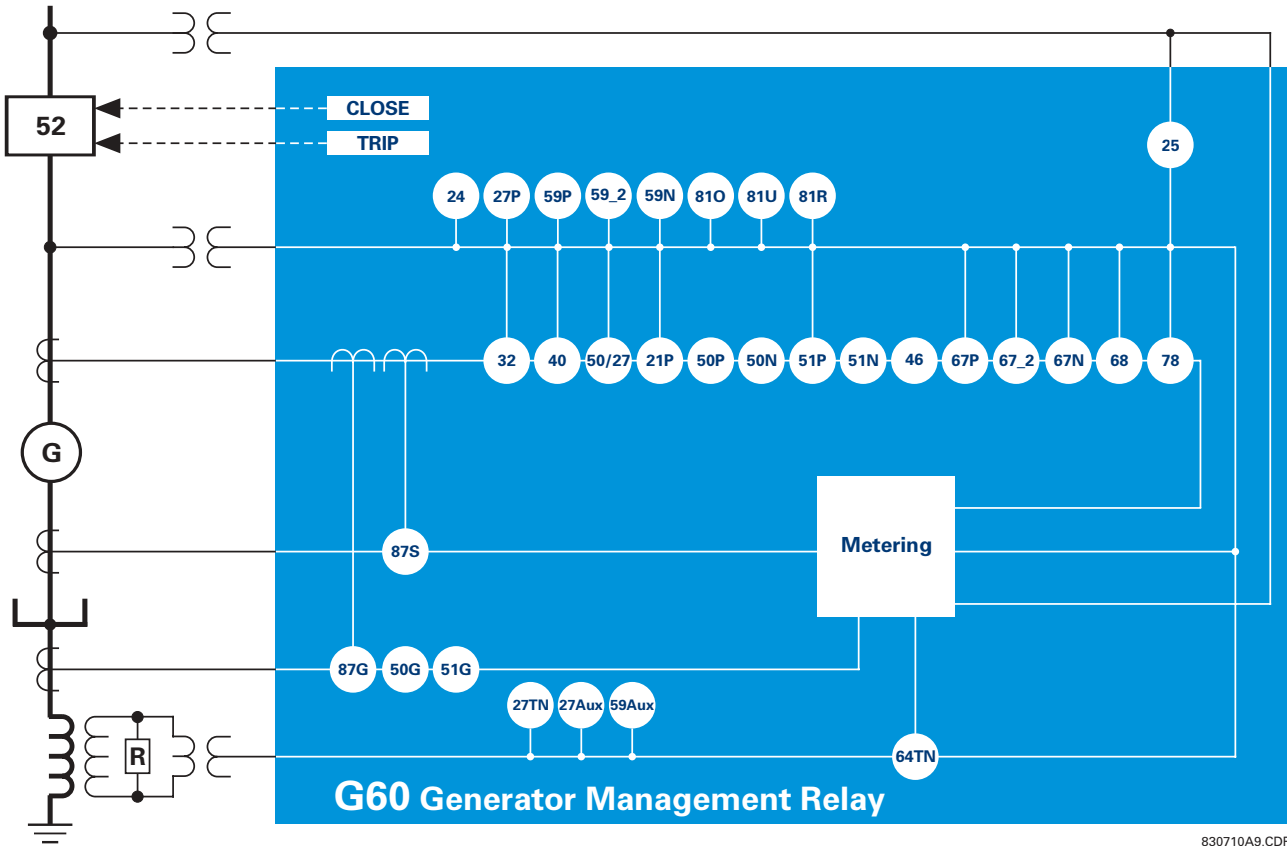 52
CLOSE
TRIP
25
24 27P 59P 59_2 59N 81O 81U 81R
32 40 50/27 21P 50P 50N 51P 51N 46 67P 67_2 67N 68 78
G
Metering
87S
87G 50G 51G
27TN 27Aux 59Aux
R
64TN
G60 Generator Management Relay